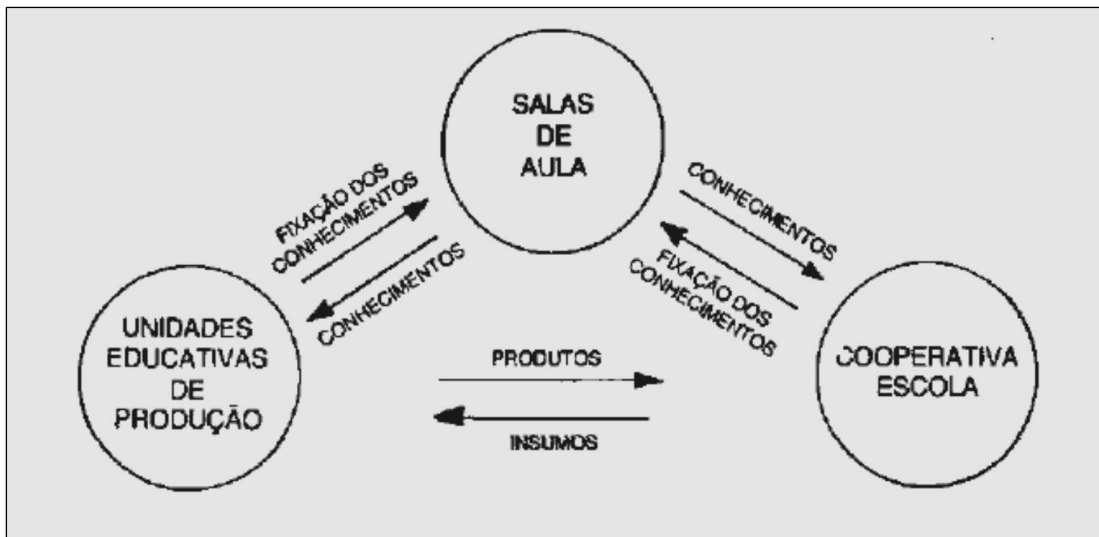 SALAS
DE
AULA
FIXAÇÃO DOS
CONHECIMENTOS
CONHECIMENTOS
CONHECIMENTOS
FIXAÇÃO DOS
CONHECIMENTOS
UNIDADES
EDUCATIVAS
DE
PRODUÇÃO
PRODUTOS
INSUMOS
COOPERATIVA
ESCOLA